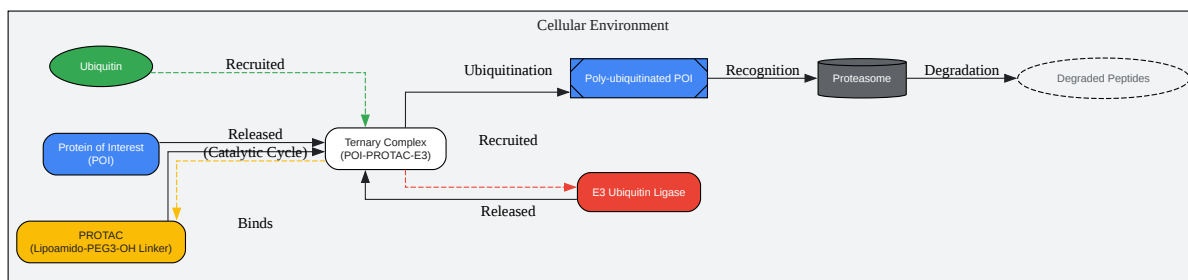 Cellular Environment
Ubiquitin
Recruited
Ubiquitination
Poly-ubiquitinated POI
Recognition
Proteasome
Degradation
Degraded Peptides
Protein of Interest
(POI)
Released
(Catalytic Cycle)
Ternary Complex
(POI-PROTAC-E3)
Recruited
E3 Ubiquitin Ligase
Released
Binds
PROTAC
(Lipoamido-PEG3-OH Linker)